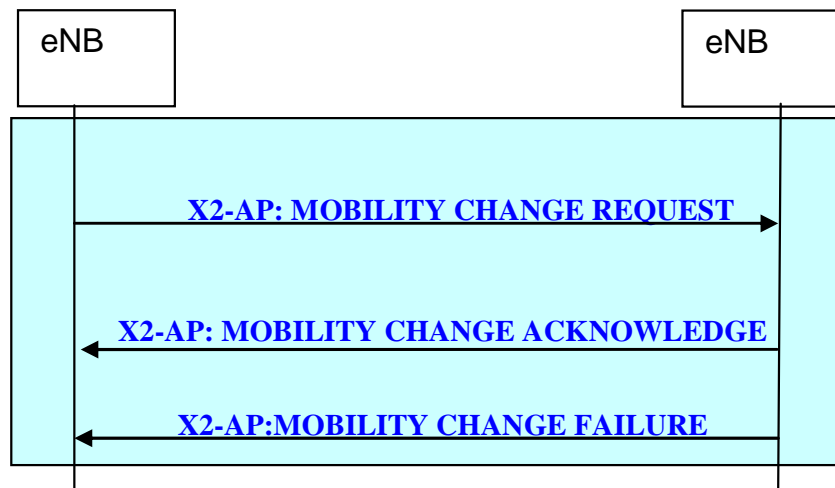 eNB
eNB
X2-AP: MOBILITY CHANGE REQUEST
X2-AP: MOBILITY CHANGE ACKNOWLEDGE
X2-AP:MOBILITY CHANGE FAILURE